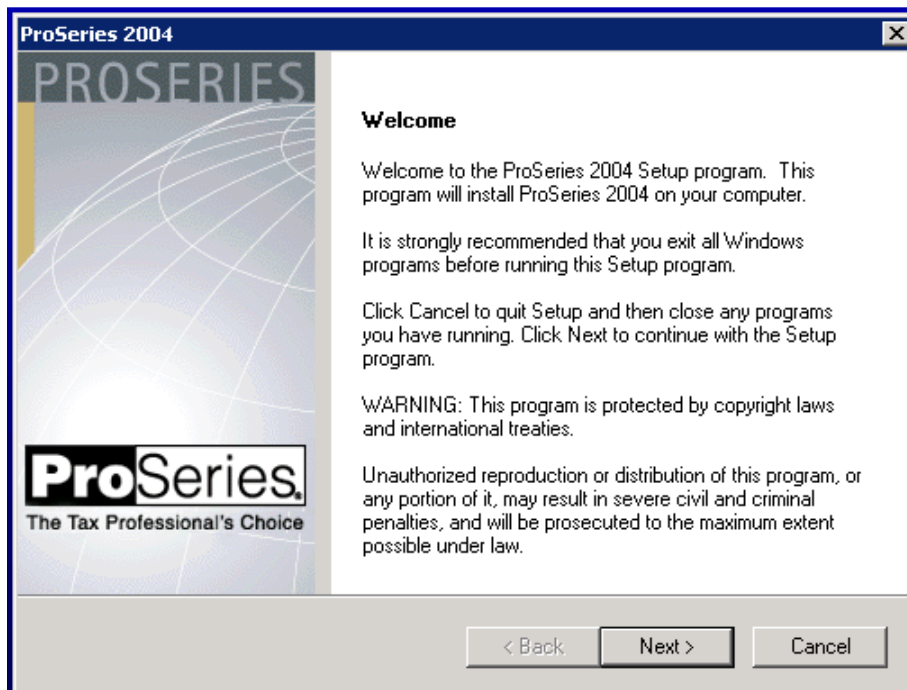 ProSeries 2004
PROSERIES
Welcome
Welcome to the ProSeries 2004 Setup program. This
program will install ProSeries 2004 on your computer.
It is strongly recommended that you exit all Windows
programs before running this Setup program.
Click Cancel to quit Setup and then close any programs
you have running. Click Next to continue with the Setup
program.
WARNING: This program is protected by copyright laws
and international treaties.
Unauthorized reproduction or distribution of this program, or
any portion of it, may result in severe civil and criminal
penalties, and will be prosecuted to the maximum extent
possible under law.
ProSeries®
The Tax Professional's Choice
< Back Next > Cancel